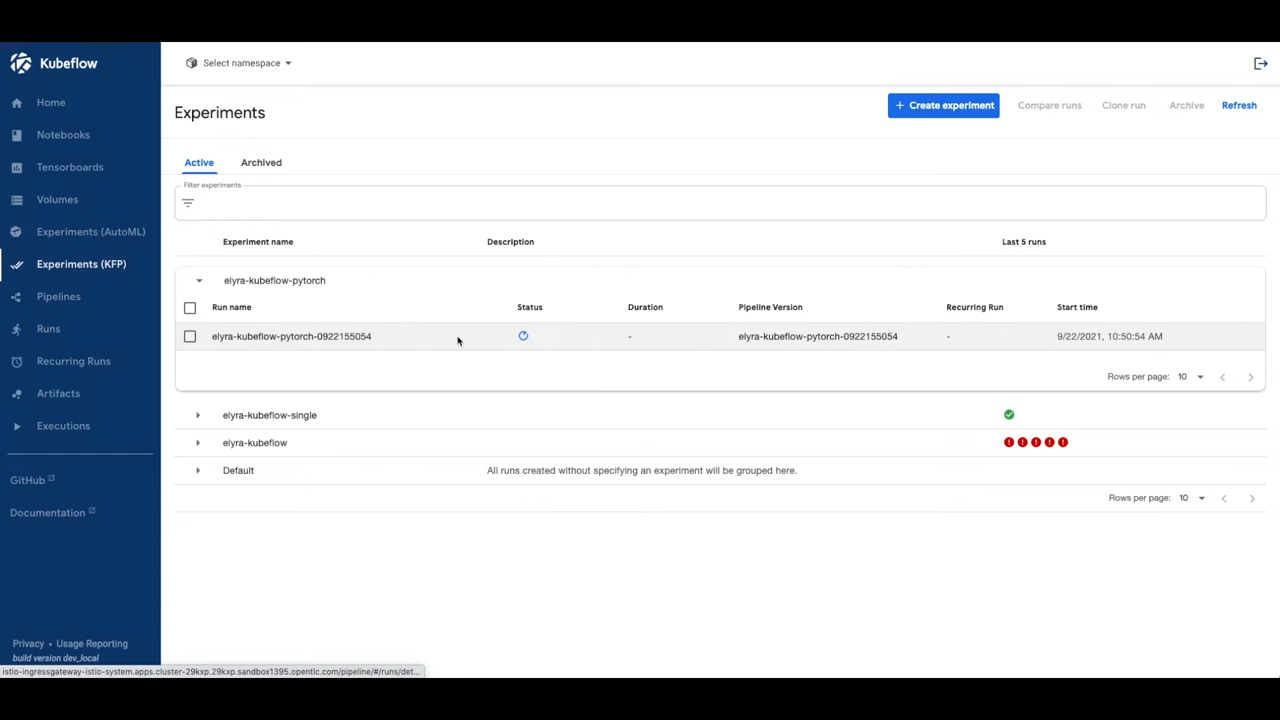 Kubeflow
Select namespace
Home
Notebooks
Tensorboards
Volumes
Experiments (AutoML)
Experiments (KFP)
Pipelines
Runs
Recurring Runs
Artifacts
Executions
GitHub
Documentation
Privacy • Usage Reporting
build version dev_local
Experiments
+ Create experiment Compare runs Clone run Archive Refresh
Active Archived
Filter experiments
Experiment name Description Last 5 runs
elyra-kubeflow-pytorch
Run name Status Duration Pipeline Version Recurring Run Start time
elyra-kubeflow-pytorch-0922155054 - elyra-kubeflow-pytorch-0922155054 - 9/22/2021, 10:50:54 AM
Rows per page: 10
elyra-kubeflow-single
elyra-kubeflow
Default All runs created without specifying an experiment will be grouped here.
Rows per page: 10
istio-ingressgateway-istio-system.apps.cluster-29kxp.29kxp.sandbox1395.opentlc.com/pipeline/#/runs/det...